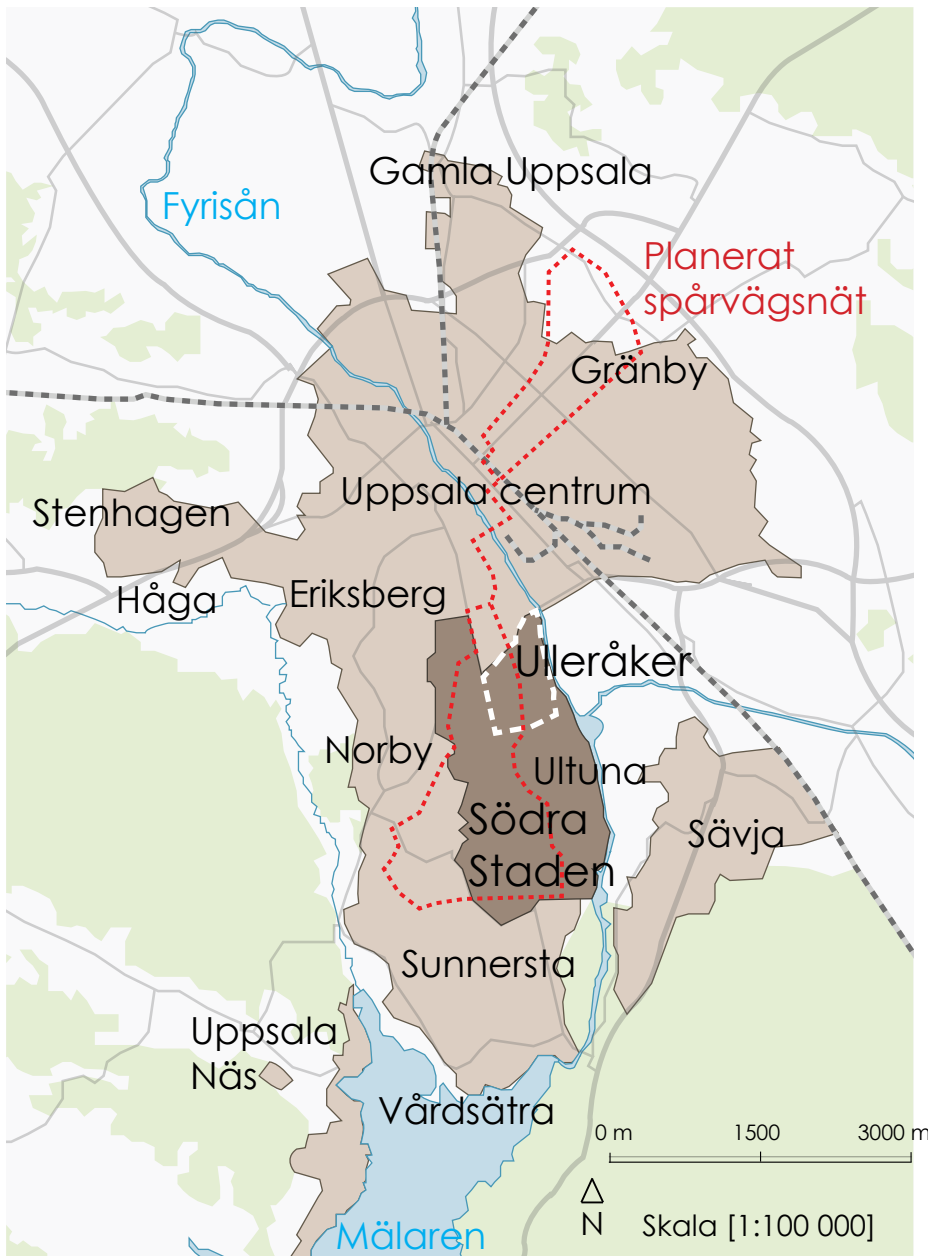 Gamla Uppsala
Fyrisån
Planerat
spårvägsnät
Gränby
Uppsala centrum
Stenhagen
Håga
Eriksberg
Ulleråker
Norby
Ultuna
Södra
Staden
Sävja
Sunnersta
Uppsala
Näs
Vårdsätra
0 m 1500 3000 m
N
Skala [1:100 000]
Mälaren